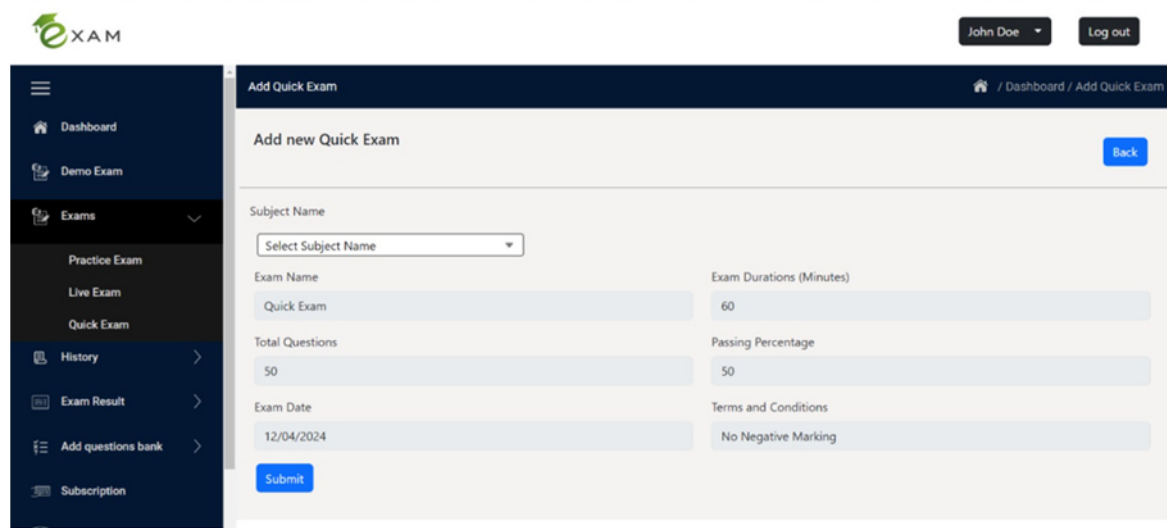 eXAM
John Doe
Log out
Add Quick Exam
/ Dashboard / Add Quick Exam
Dashboard
Add new Quick Exam
Back
Demo Exam
Exams
Subject Name
Select Subject Name
Practice Exam
Exam Name
Exam Durations (Minutes)
Live Exam
Quick Exam
60
Quick Exam
Total Questions
Passing Percentage
History
50
50
Exam Result
Exam Date
Terms and Conditions
12/04/2024
No Negative Marking
Add questions bank
Submit
Subscription